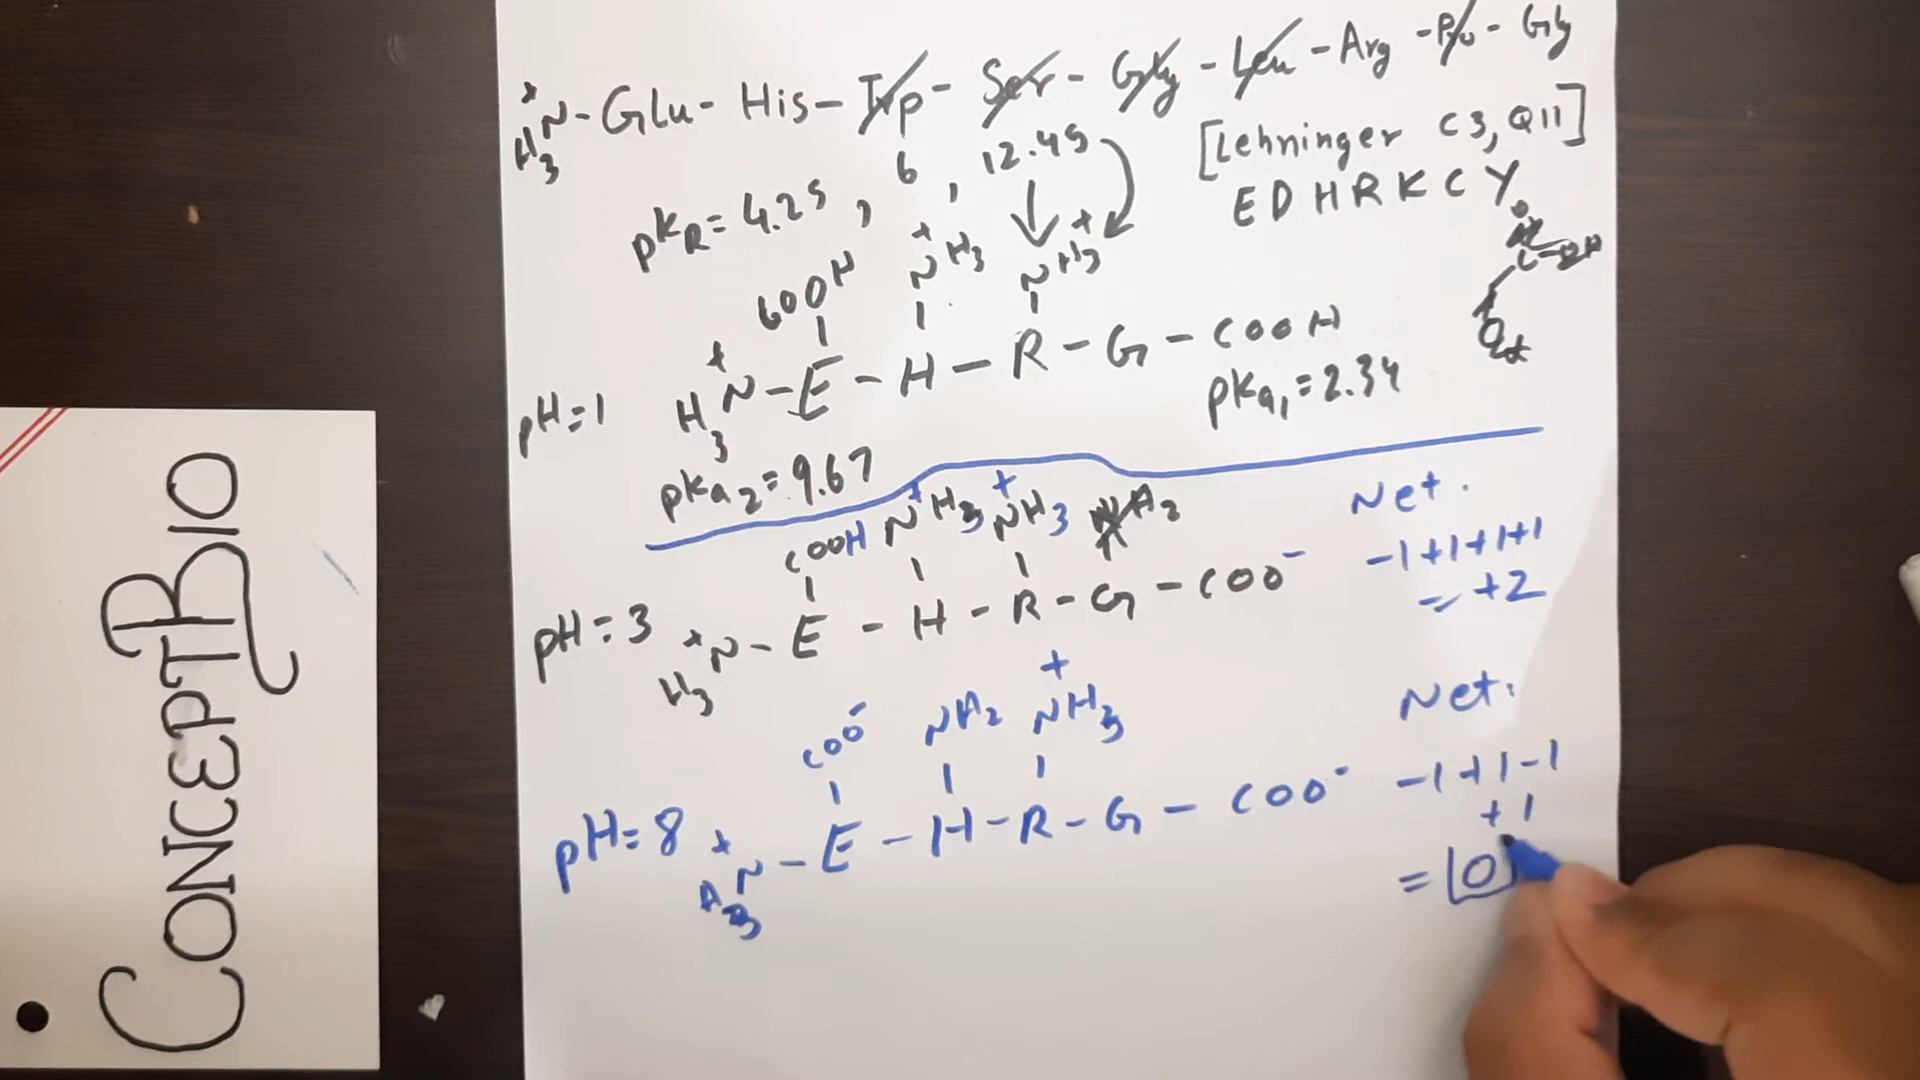 H3N+-Glu-His-Trp-Ser-Gly-Leu-Arg-Pro-Gly
[Lehninger C3, Q11]
pKR=4.25, 6, 12.45
E D H R K C Y
COOH +NH3 +NH3
pH=1 H3N+-E-H-R-G-COOH
pKa1=2.34
pKa2=9.67
COOH +NH3 +NH3
Net.
pH=3 H3N+-E-H-R-G-COO-
-1+1+1+1
=+2
COO- NH2 +NH3
Net.
pH=8 H3N+-E-H-R-G-COO-
-1+1-1
+1
=0
CONCEPTBIO